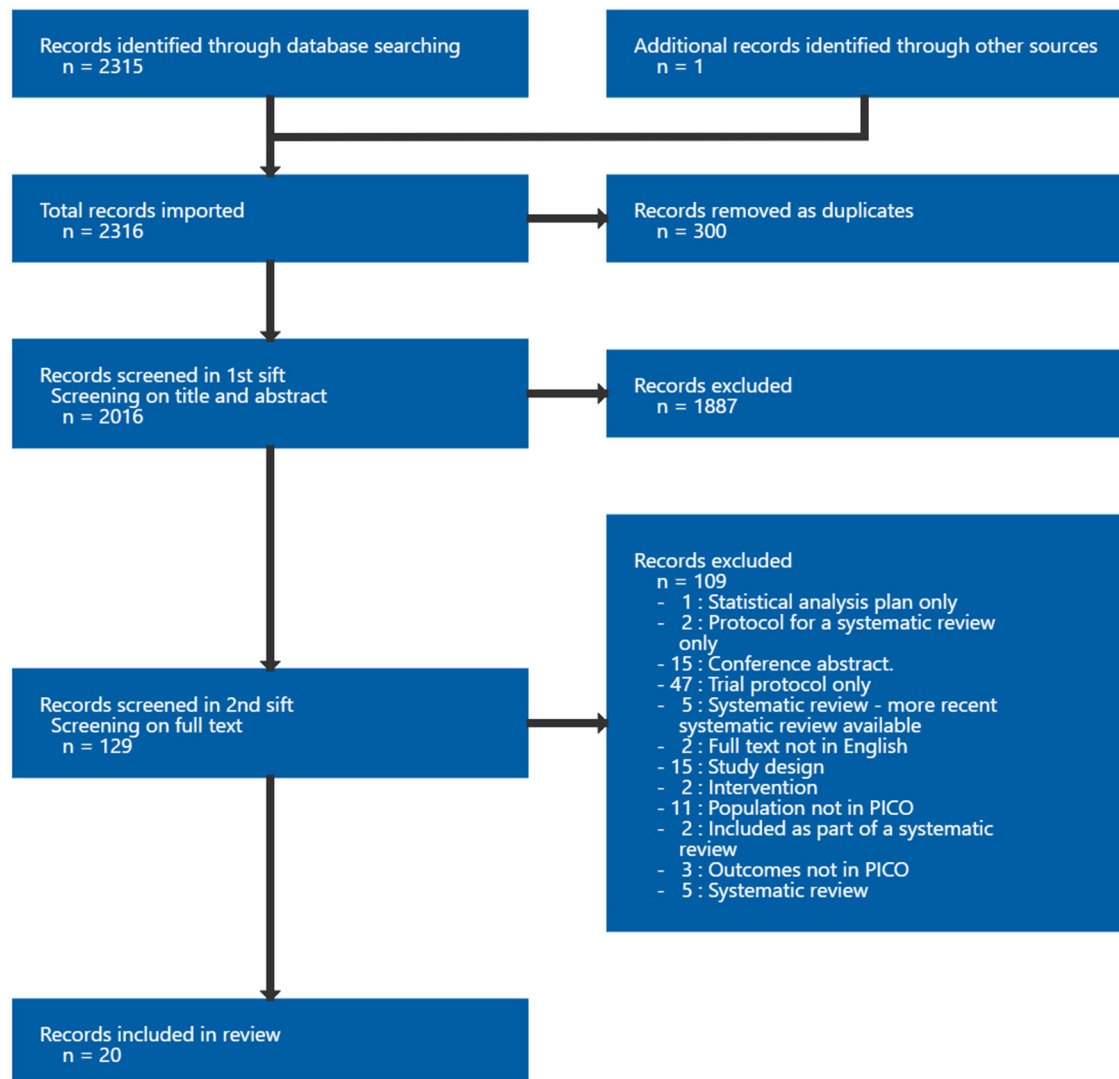 Records identified through database searching
n = 2315
Additional records identified through other sources
n = 1
Total records imported
n = 2316
Records removed as duplicates
n = 300
Records screened in 1st sift
Screening on title and abstract
n = 2016
Records excluded
n = 1887
Records screened in 2nd sift
Screening on full text
n = 129
Records excluded
n = 109
- 1 : Statistical analysis plan only
- 2 : Protocol for a systematic review
only
- 15 : Conference abstract.
- 47 : Trial protocol only
- 5 : Systematic review - more recent
systematic review available
- 2 : Full text not in English
- 15 : Study design
- 2 : Intervention
- 11 : Population not in PICO
- 2 : Included as part of a systematic
review
- 3 : Outcomes not in PICO
- 5 : Systematic review
Records included in review
n = 20